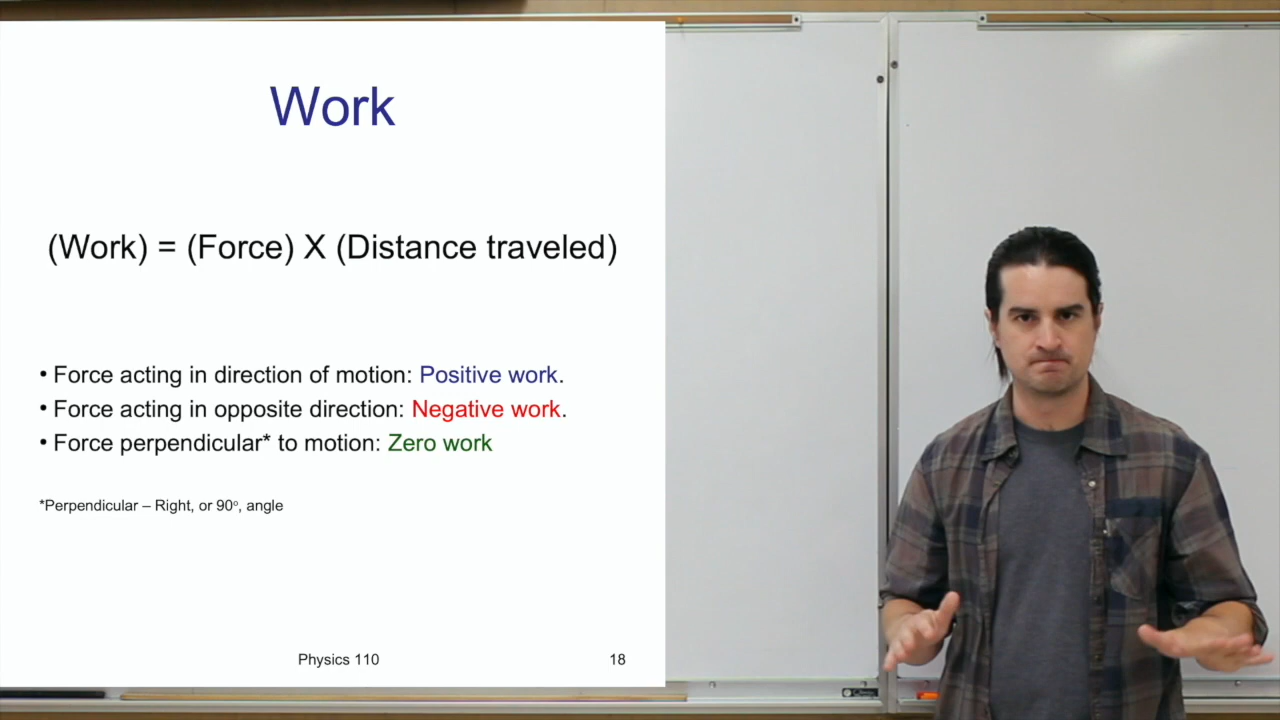 Work
(Work) = (Force) X (Distance traveled)
• Force acting in direction of motion: Positive work.
• Force acting in opposite direction: Negative work.
• Force perpendicular* to motion: Zero work
*Perpendicular – Right, or 90º, angle
Physics 110 18